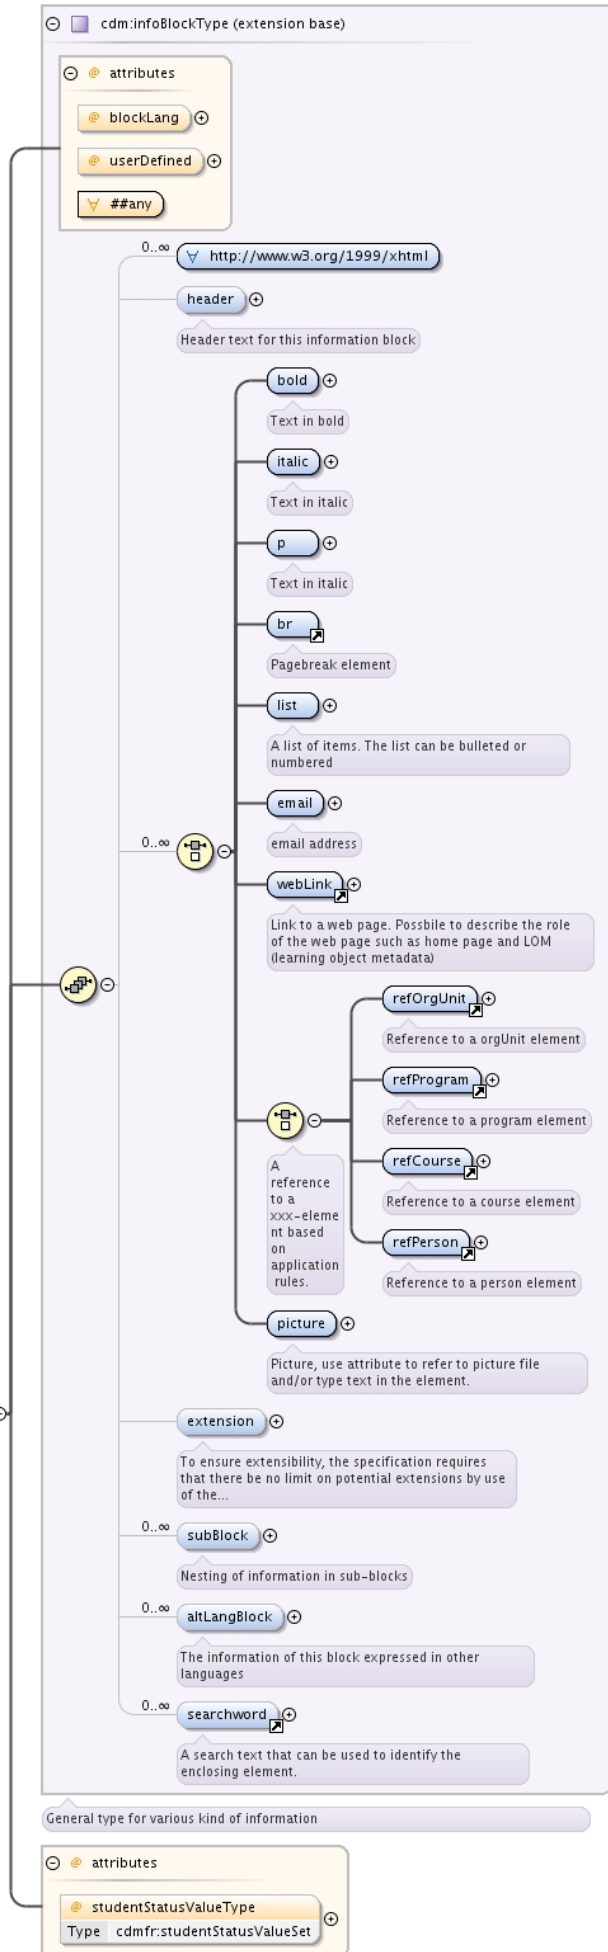 cdm:infoBlockType (extension base)
@ attributes
@ blockLang
@ userDefined
##any
0..∞
http://www.w3.org/1999/xhtml
header
Header text for this information block
bold
Text in bold
italic
Text in italic
p
Text in italic
br
Pagebreak element
list
A list of items. The list can be bulleted or
numbered
email
email address
0..∞
webLink
Link to a web page. Possbile to describe the role
of the web page such as home page and LOM
(learning object metadata)
refOrgUnit
Reference to a orgUnit element
refProgram
Reference to a program element
A
reference
to a
xxx-eleme
nt based
on
application
rules.
refCourse
Reference to a course element
refPerson
Reference to a person element
picture
Picture, use attribute to refer to picture file
and/or type text in the element.
extension
To ensure extensibility, the specification requires
that there be no limit on potential extensions by use
of the...
0..∞
subBlock
Nesting of information in sub-blocks
0..∞
altLangBlock
The information of this block expressed in other
languages
0..∞
searchword
A search text that can be used to identify the
enclosing element.
General type for various kind of information
@ attributes
@ studentStatusValueType
Type cdmfr:studentStatusValueSet